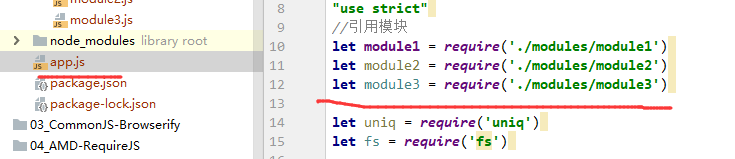 module2.js
module3.js
node_modules library root
app.js
package.json
package-lock.json
03_CommonJS-Browserify
04_AMD-RequireJS
8 "use strict"
9 //引用模块
10 let module1 = require('./modules/module1')
11 let module2 = require('./modules/module2')
12 let module3 = require('./modules/module3')
13
14 let uniq = require('uniq')
15 let fs = require('fs')